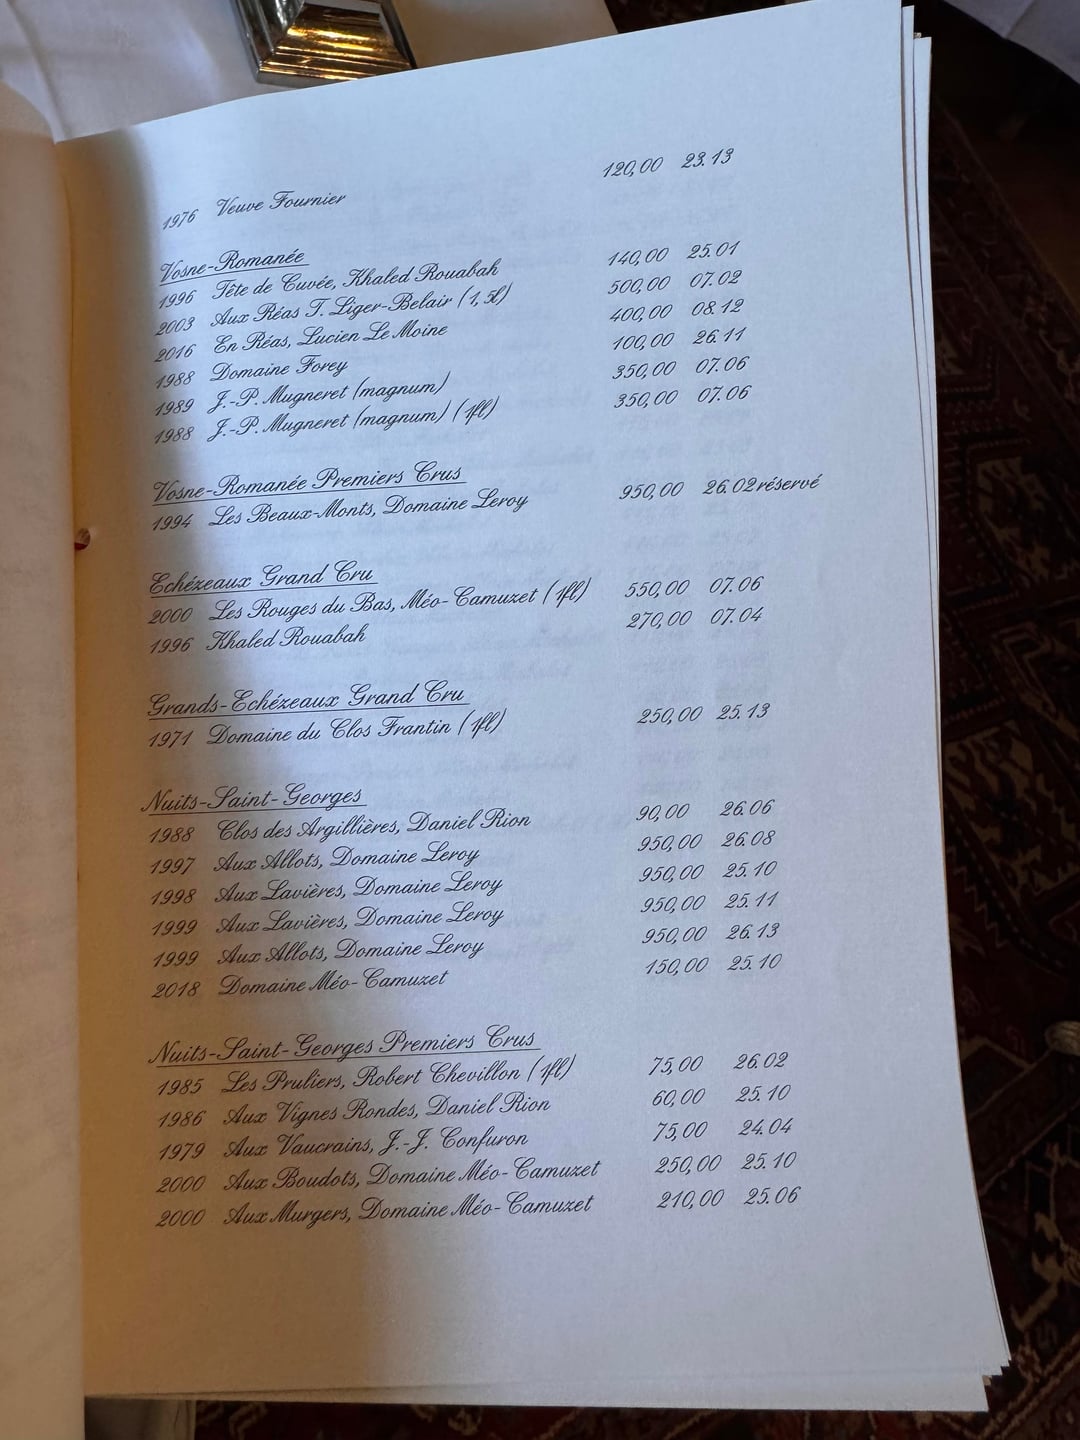 1976 Veuve Fournier 120,00 23.13
Vosne-Romanée
1996 Tête de Cuvée, Khaled Rouabah 140,00 25.01
2003 Aux Réas T. Liger-Belair (1,5l) 500,00 07.02
2016 En Réas, Lucien Le Moine 400,00 08.12
1988 Domaine Forey 100,00 26.11
1989 J.-P. Mugneret (magnum) 350,00 07.06
1988 J.-P. Mugneret (magnum) (1fl) 350,00 07.06
Vosne-Romanée Premiers Crus
1994 Les Beaux-Monts, Domaine Leroy 950,00 26.02 réservé
Echézeaux Grand Cru
2000 Les Rouges du Bas, Méo-Camuzet (1fl) 550,00 07.06
1996 Khaled Rouabah 270,00 07.04
Grands-Echézeaux Grand Cru
1971 Domaine du Clos Frantin (1fl) 250,00 25.13
Nuits-Saint-Georges
1988 Clos des Argillières, Daniel Rion 90,00 26.06
1997 Aux Allots, Domaine Leroy 950,00 26.08
1998 Aux Lavières, Domaine Leroy 950,00 25.10
1999 Aux Lavières, Domaine Leroy 950,00 25.11
1999 Aux Allots, Domaine Leroy 950,00 26.13
2018 Domaine Méo-Camuzet 150,00 25.10
Nuits-Saint-Georges Premiers Crus
1985 Les Pruliers, Robert Chevillon (1fl) 75,00 26.02
1986 Aux Vignes Rondes, Daniel Rion 60,00 25.10
1979 Aux Vaucrains, J.-J. Confuron 75,00 24.04
2000 Aux Boudots, Domaine Méo-Camuzet 250,00 25.10
2000 Aux Murgers, Domaine Méo-Camuzet 210,00 25.06